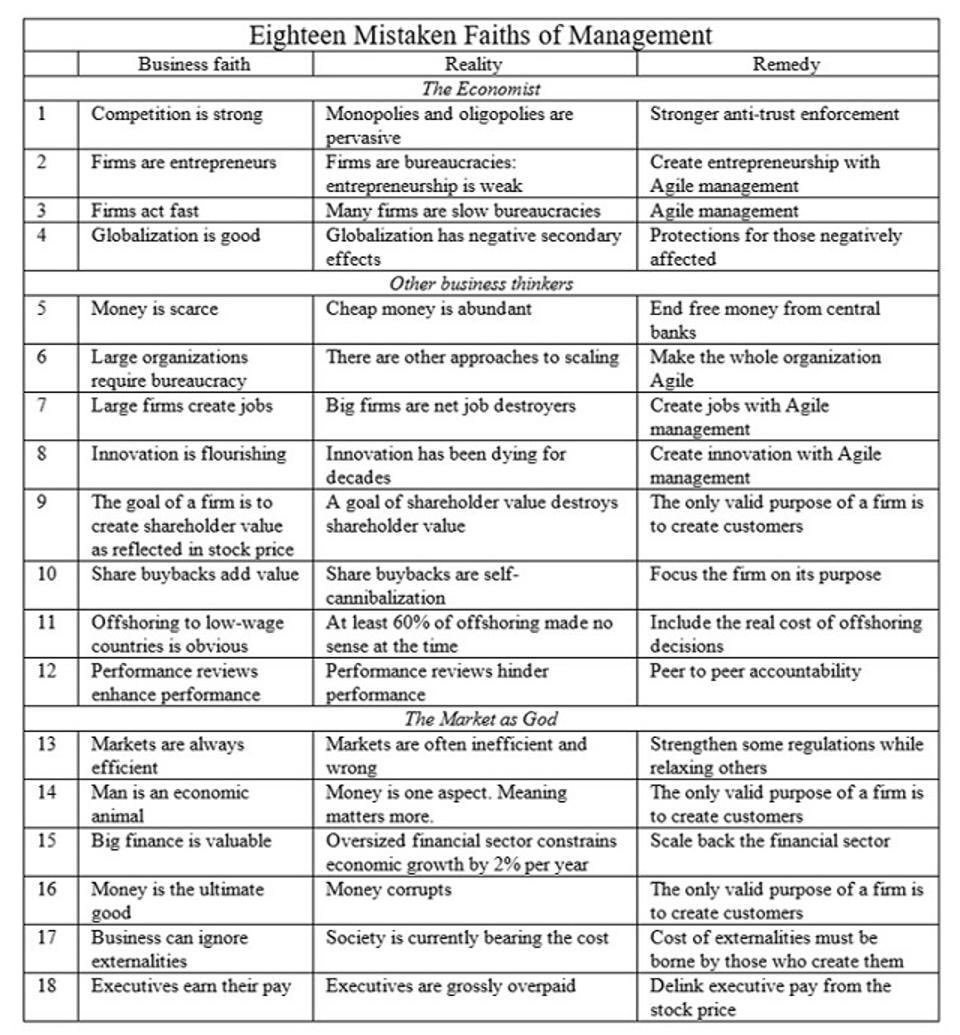 Eighteen Mistaken Faiths of Management
Business faith Reality Remedy
The Economist
1 Competition is strong Monopolies and oligopolies are Stronger anti-trust enforcement
pervasive
2 Firms are entrepreneurs Firms are bureaucracies: Create entrepreneurship with
entrepreneurship is weak Agile management
3 Firms act fast Many firms are slow bureaucracies Agile management
4 Globalization is good Globalization has negative secondary Protections for those negatively
effects affected
Other business thinkers
5 Money is scarce Cheap money is abundant End free money from central
banks
6 Large organizations There are other approaches to scaling Make the whole organization
require bureaucracy Agile
7 Large firms create jobs Big firms are net job destroyers Create jobs with Agile
management
8 Innovation is flourishing Innovation has been dying for Create innovation with Agile
decades management
9 The goal of a firm is to A goal of shareholder value destroys The only valid purpose of a firm is
create shareholder value shareholder value to create customers
as reflected in stock price
10 Share buybacks add value Share buybacks are self- Focus the firm on its purpose
cannibalization
11 Offshoring to low-wage At least 60% of offshoring made no Include the real cost of offshoring
countries is obvious sense at the time decisions
12 Performance reviews Performance reviews hinder Peer to peer accountability
enhance performance performance
The Market as God
13 Markets are always Markets are often inefficient and Strengthen some regulations while
efficient wrong relaxing others
14 Man is an economic Money is one aspect. Meaning The only valid purpose of a firm is
animal matters more. to create customers
15 Big finance is valuable Oversized financial sector constrains Scale back the financial sector
economic growth by 2% per year
16 Money is the ultimate Money corrupts The only valid purpose of a firm is
good to create customers
17 Business can ignore Society is currently bearing the cost Cost of externalities must be
externalities borne by those who create them
18 Executives earn their pay Executives are grossly overpaid Delink executive pay from the
stock price